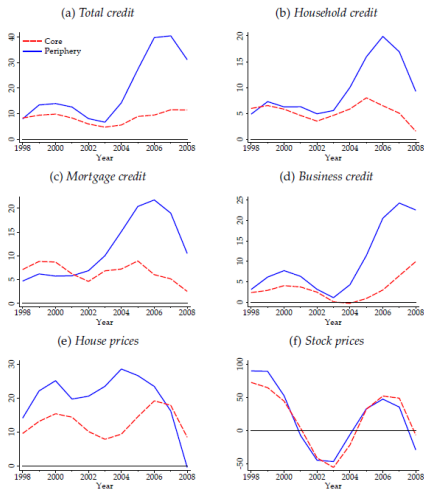 (a) Total credit
40
30
20
10
0
Core
Periphery
1998 2000 2002 2004 2006 2008
Year
(b) Household credit
20
15
10
5
0
1998 2000 2002 2004 2006 2008
Year
(c) Mortgage credit
20
15
10
5
0
1998 2000 2002 2004 2006 2008
Year
(d) Business credit
25
20
15
10
5
0
1998 2000 2002 2004 2006 2008
Year
(e) House prices
30
20
10
0
1998 2000 2002 2004 2006 2008
Year
(f) Stock prices
100
50
0
-50
1998 2000 2002 2004 2006 2008
Year